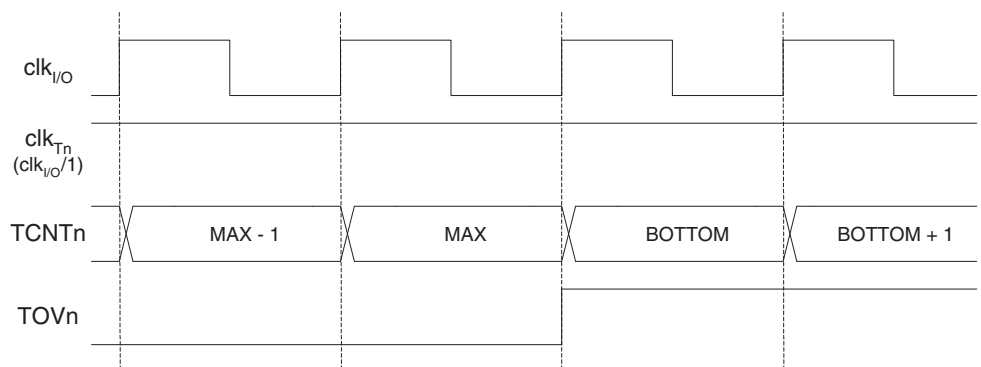 clkI/O
clkTn
(clkI/O/1)
TCNTn MAX - 1 MAX BOTTOM BOTTOM + 1
TOVn